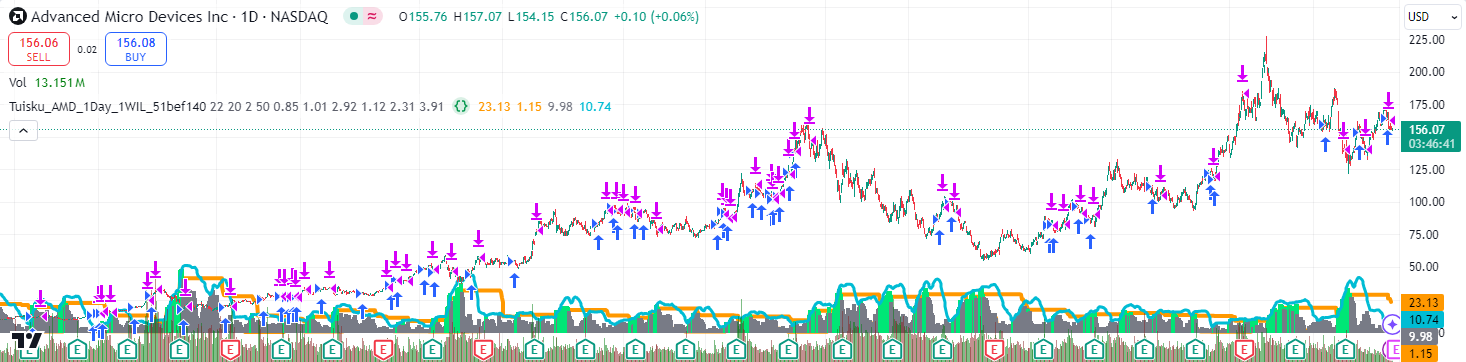 Advanced Micro Devices Inc · 1D · NASDAQ O155.76 H157.07 L154.15 C156.07 +0.10 (+0.06%)
USD
156.06 SELL 0.02 156.08 BUY
Vol 13.151M
Tuisku_AMD_1Day_1WIL_51bef140 22 20 2 50 0.85 1.01 2.92 1.12 2.31 3.91 {} 23.13 1.15 9.98 10.74
225.00
200.00
175.00
156.07
03:46:41
125.00
100.00
75.00
50.00
23.13
10.74
0
9.98
1.15
E E E E E E E E E E E E E E E E E E E E E E E E E E E E